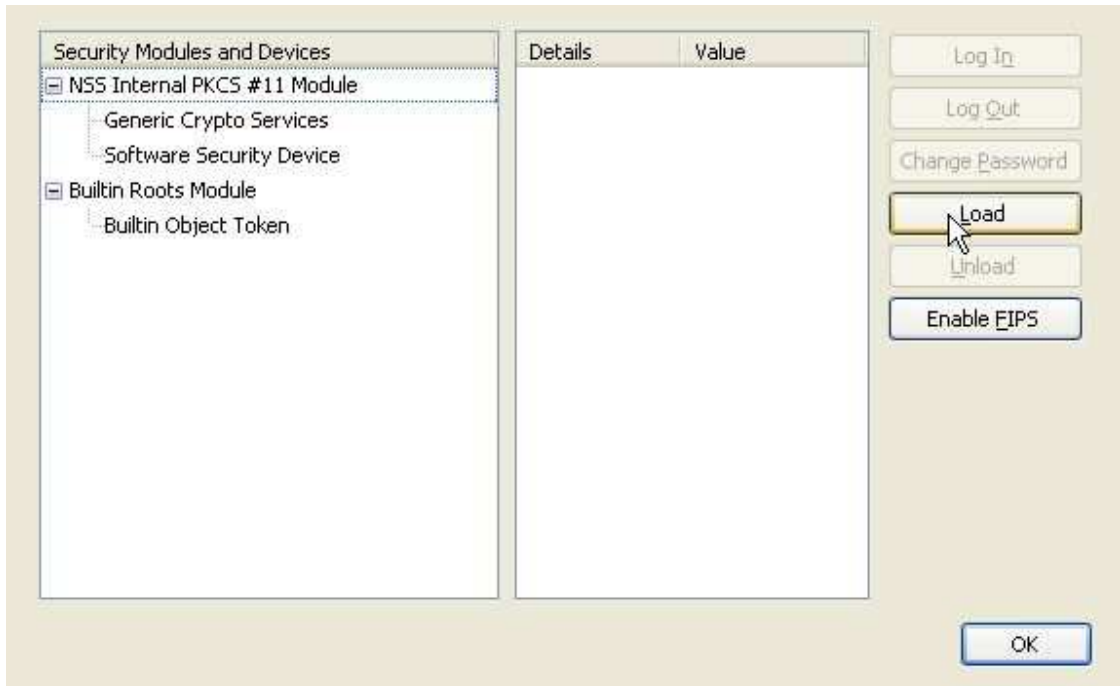 Security Modules and Devices
NSS Internal PKCS #11 Module
Generic Crypto Services
Software Security Device
Builtin Roots Module
Builtin Object Token
Details Value
Log In
Log Out
Change Password
Load
Unload
Enable FIPS
OK